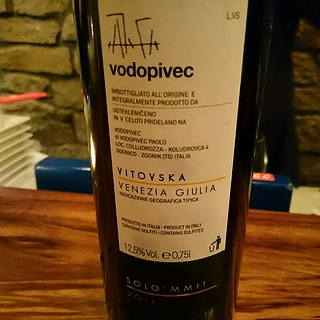 L.VS
vodopivec
IMBOTTIGLIATO ALL'ORIGINE E
INTEGRALMENTE PRODOTTO DA
USTEKLENIČENO
IN V CELOTI PRIDELANO NA
VODOPIVEC
di VODOPIVEC PAOLO
LOC. COLLUDROZZA - KOLUDROVCA 4
SGONICO - ZGONIK (TS) ITALIA
VITOVSKA
VENEZIA GIULIA
INDICAZIONE GEOGRAFICA TIPICA
PRODOTTO IN ITALIA - PRODUCT IN ITALY
CONTIENE SOLFITI - CONTAINS SULFITES
12,5% Vol. e 0,75l
SOLO